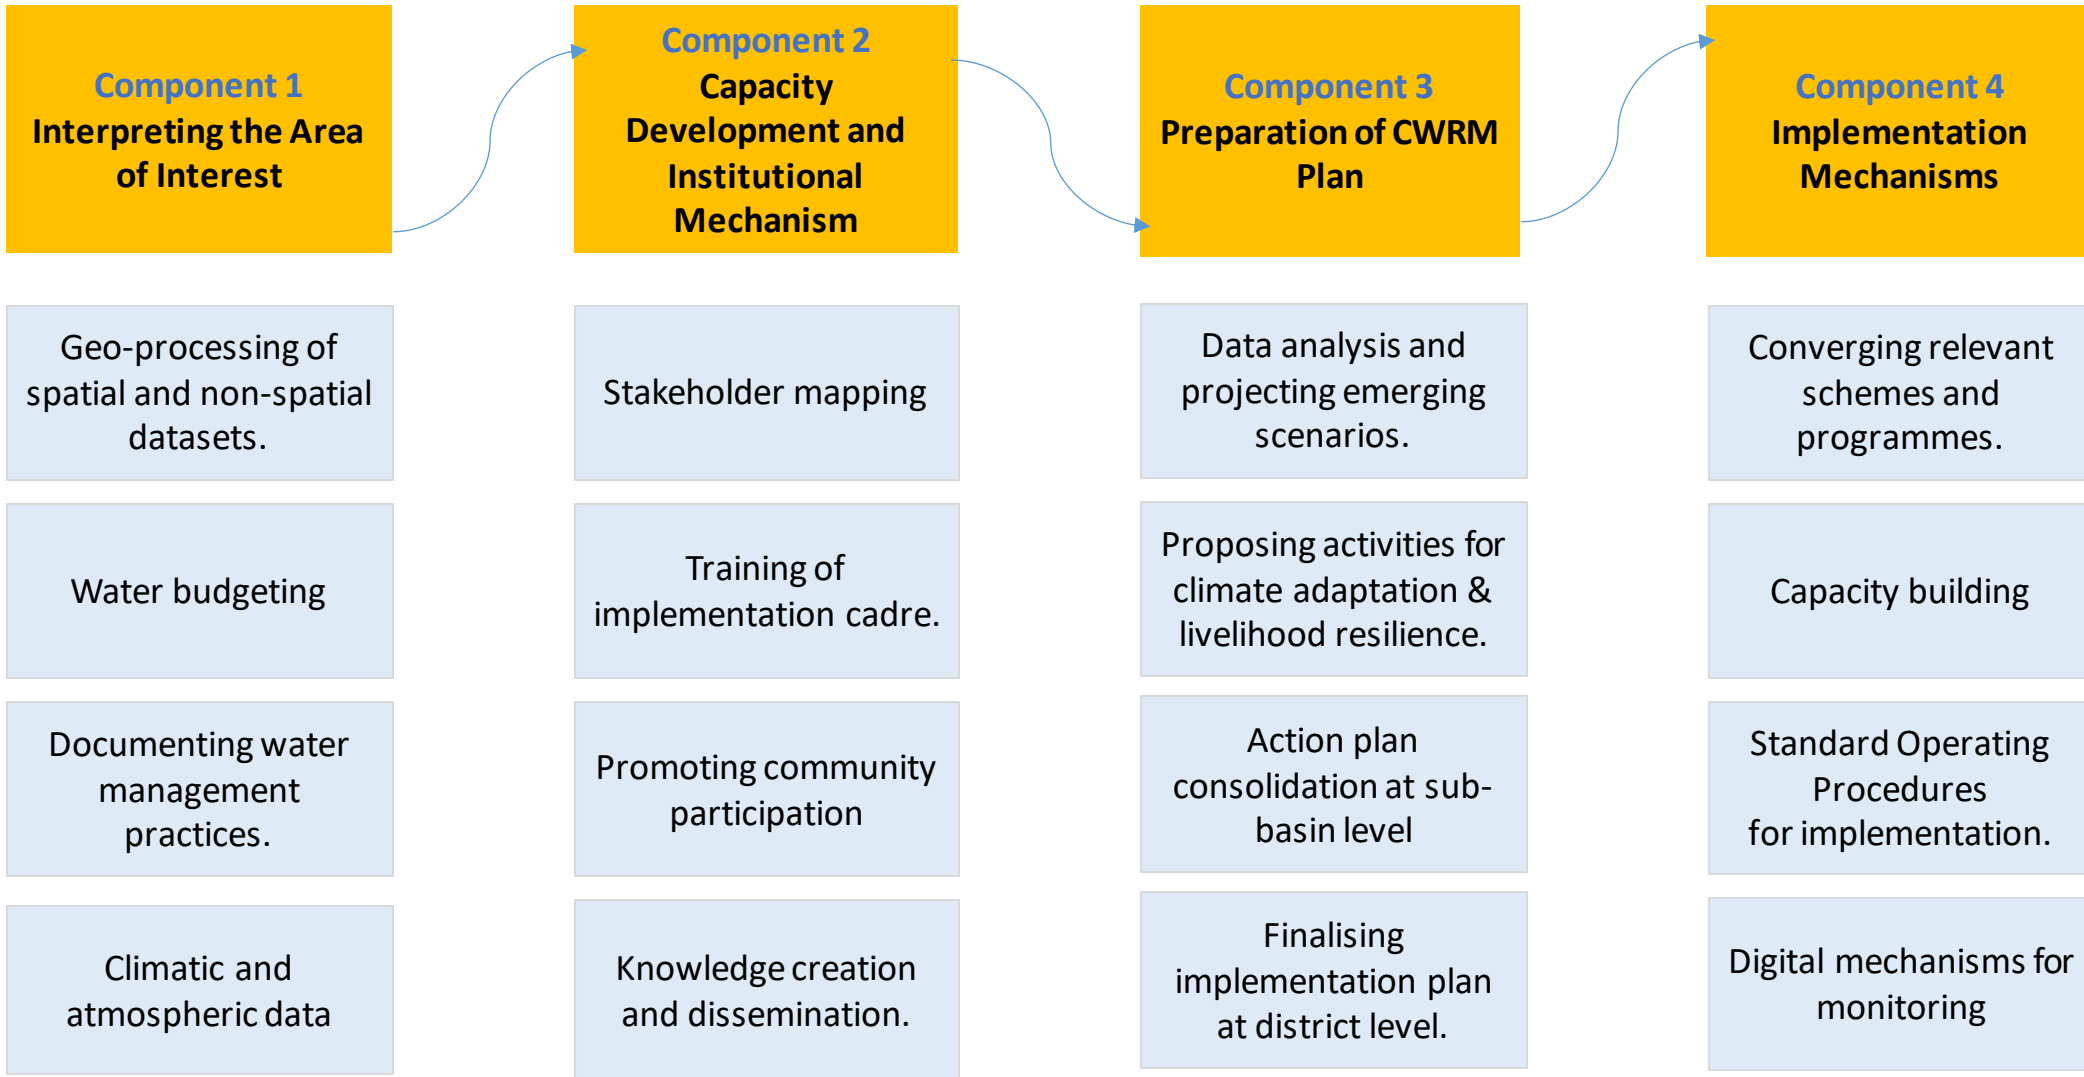 Component 1
Interpreting the Area
of Interest
Component 2
Capacity
Development and
Institutional
Mechanism
Component 3
Preparation of CWRM
Plan
Component 4
Implementation
Mechanisms
Geo-processing of
spatial and non-spatial
datasets.
Water budgeting
Documenting water
management
practices.
Climatic and
atmospheric data
Stakeholder mapping
Training of
implementation cadre.
Promoting community
participation
Knowledge creation
and dissemination.
Data analysis and
projecting emerging
scenarios.
Proposing activities for
climate adaptation &
livelihood resilience.
Action plan
consolidation at sub-
basin level
Finalising
implementation plan
at district level.
Converging relevant
schemes and
programmes.
Capacity building
Standard Operating
Procedures
for implementation.
Digital mechanisms for
monitoring